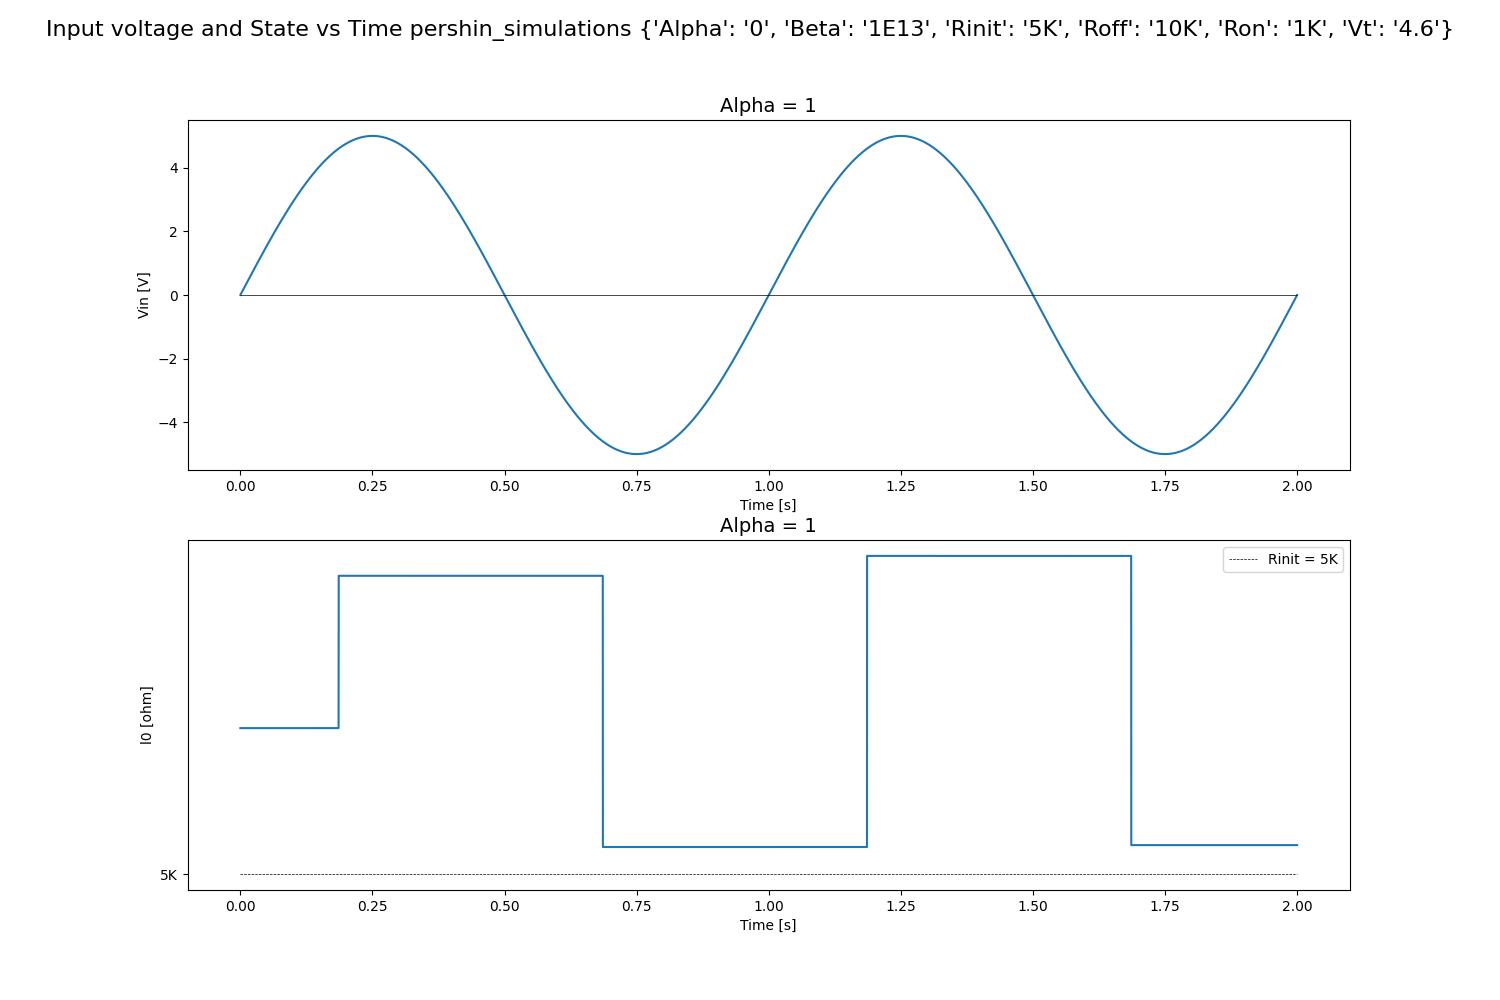 Input voltage and State vs Time pershin_simulations {'Alpha': '0', 'Beta': '1E13', 'Rinit': '5K', 'Roff': '10K', 'Ron': '1K', 'Vt': '4.6'}
Alpha = 1
4
2
0
−2
−4
Vin [V]
0.00 0.25 0.50 0.75 1.00 1.25 1.50 1.75 2.00
Time [s]
Alpha = 1
Rinit = 5K
l0 [ohm]
5K
0.00 0.25 0.50 0.75 1.00 1.25 1.50 1.75 2.00
Time [s]